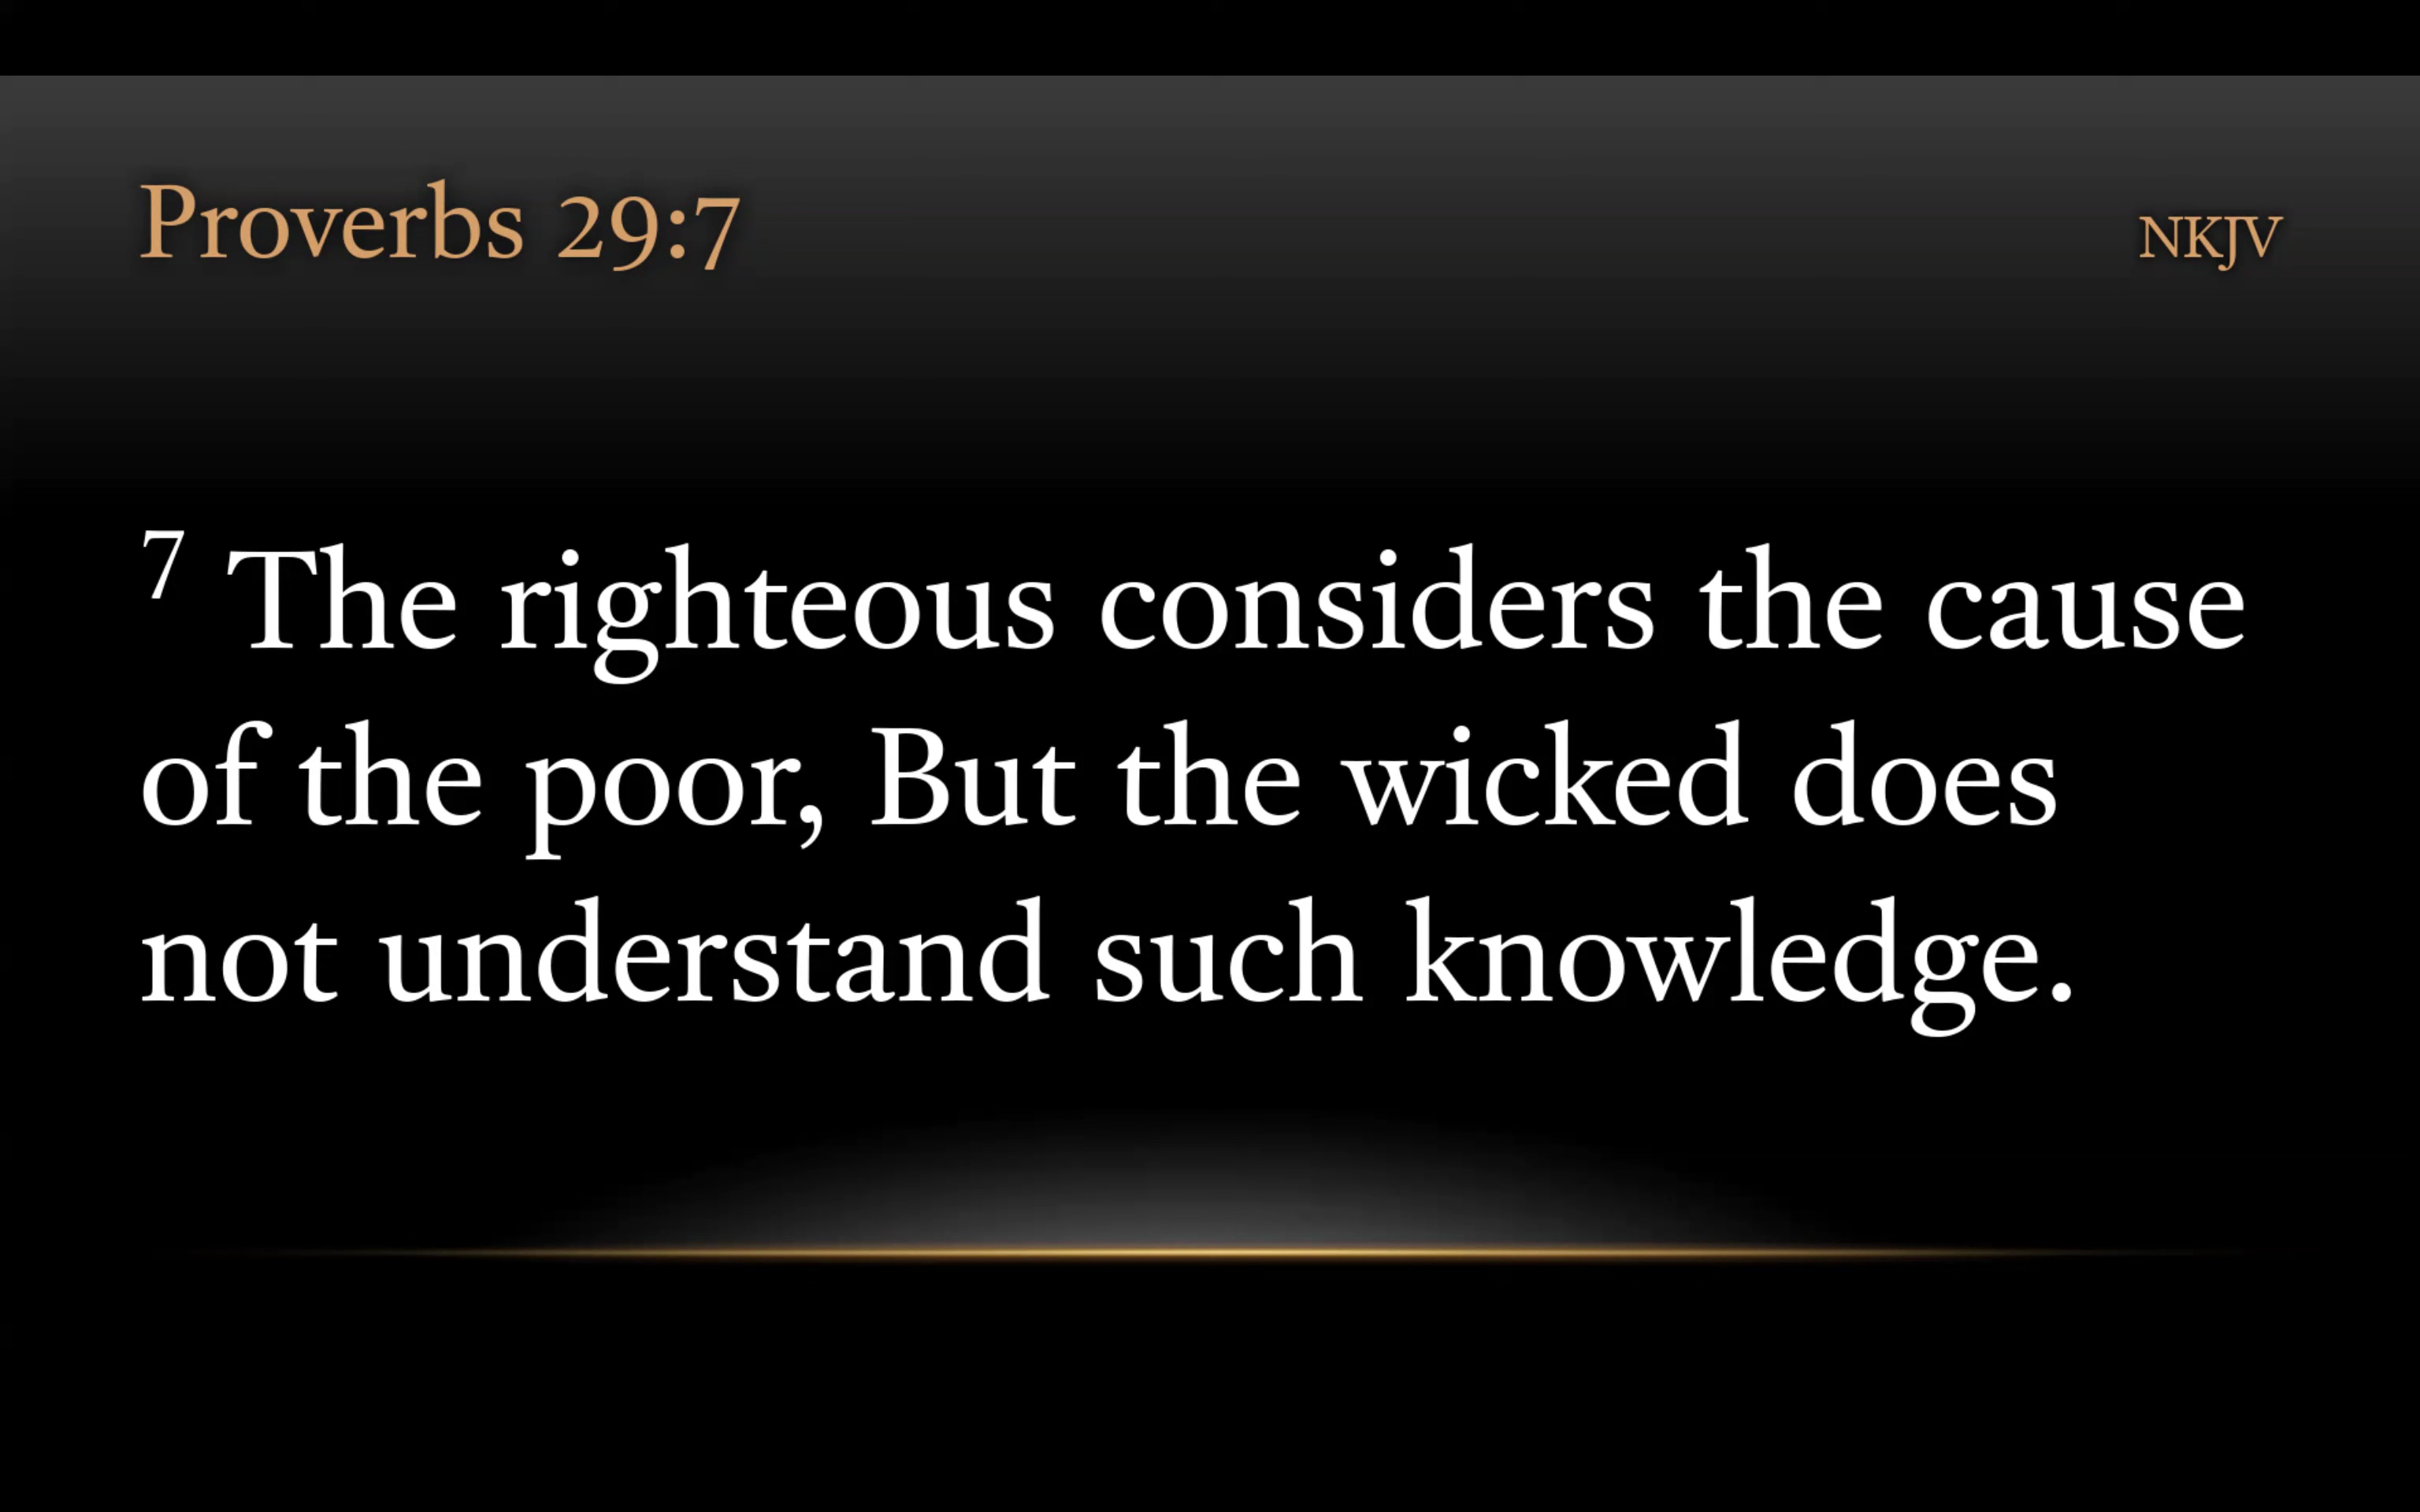 Proverbs 29:7
NKJV
7 The righteous considers the cause
of the poor, But the wicked does
not understand such knowledge.